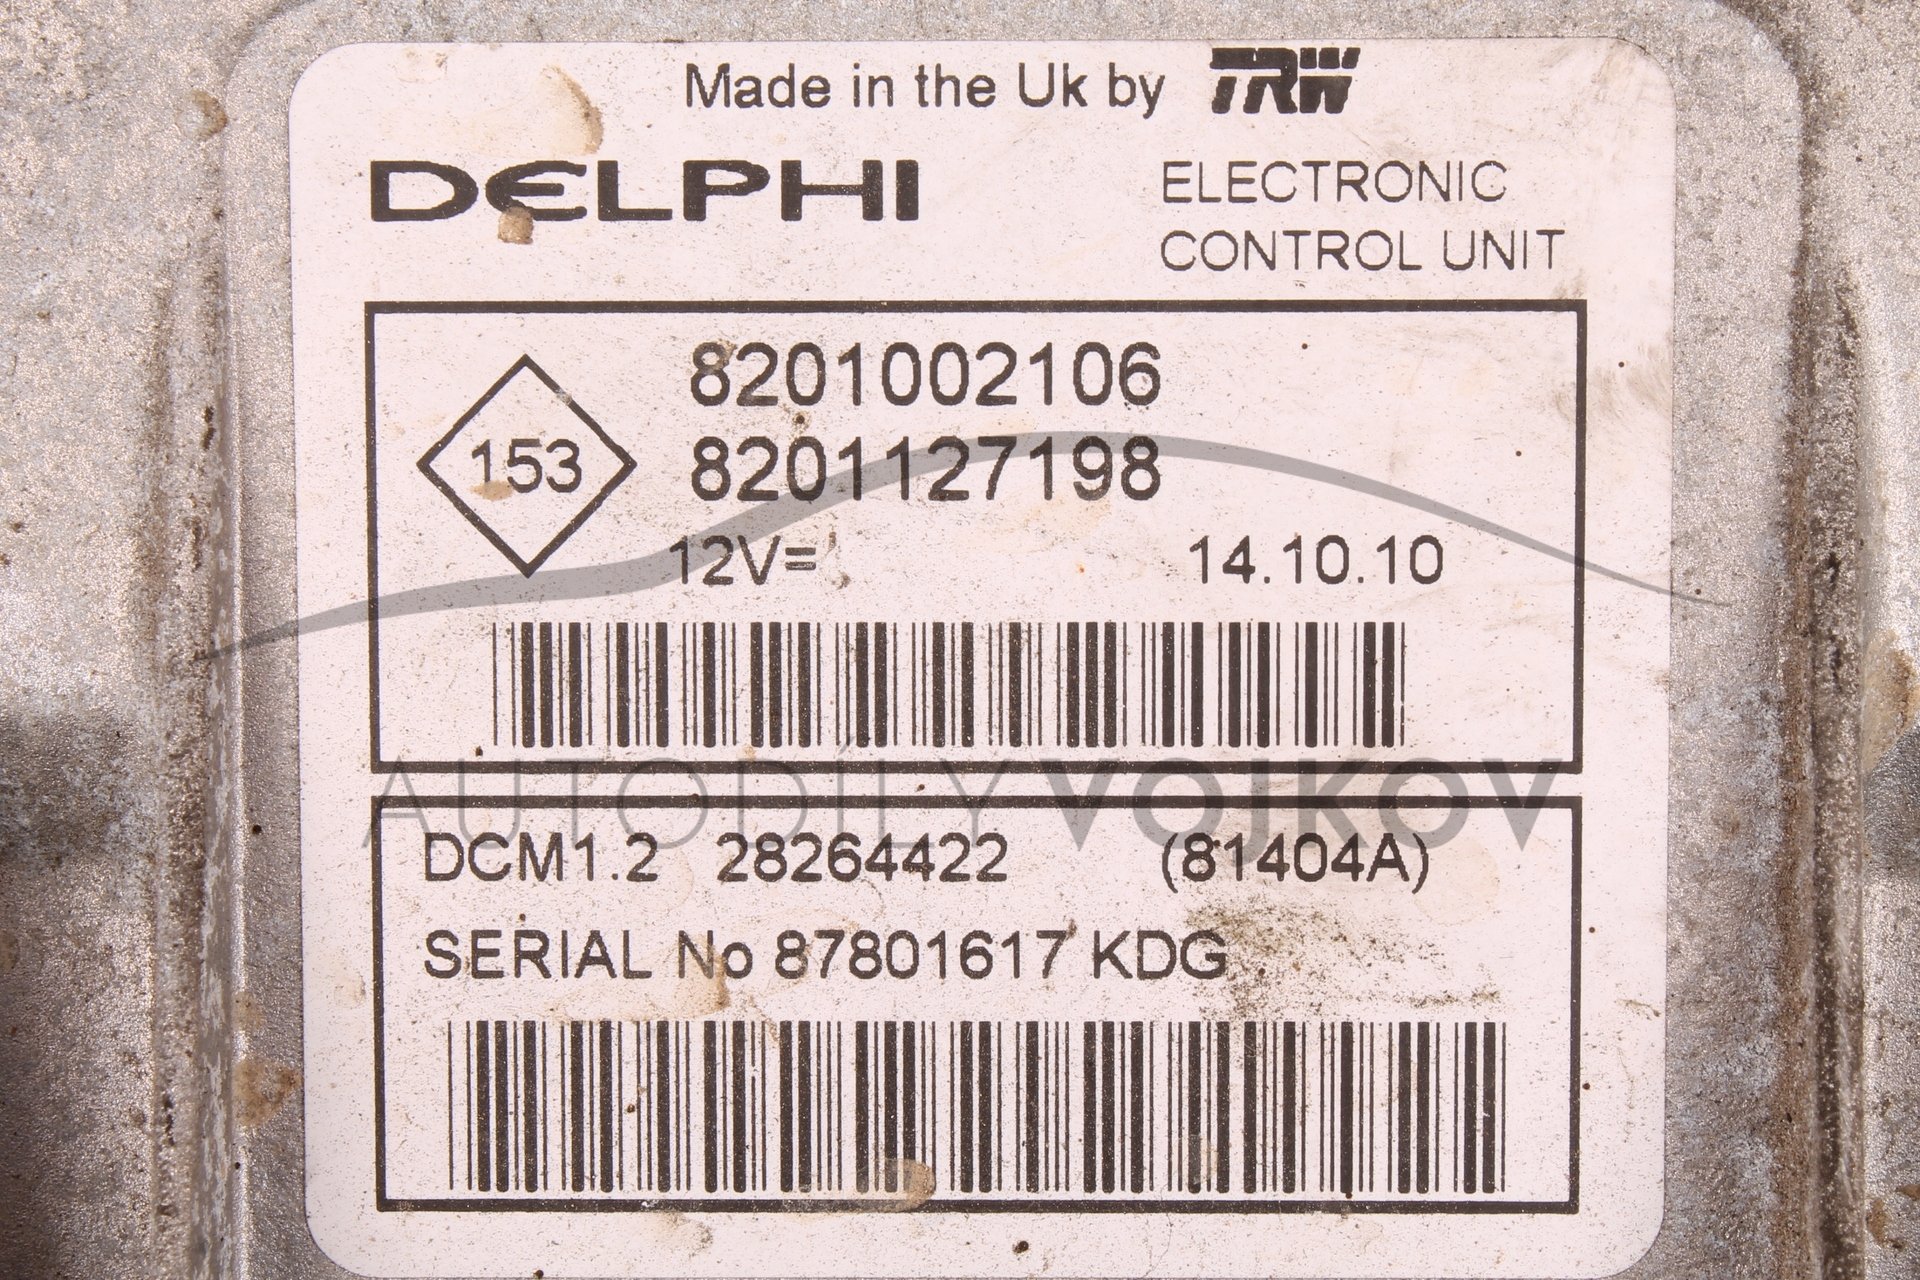 Made in the Uk by TRW
DELPHI
ELECTRONIC
CONTROL UNIT
8201002106
153
8201127198
12V=
14.10.10
AUTODÍLY VOJKOV
DCM1.2 28264422 (81404A)
SERIAL No 87801617 KDG